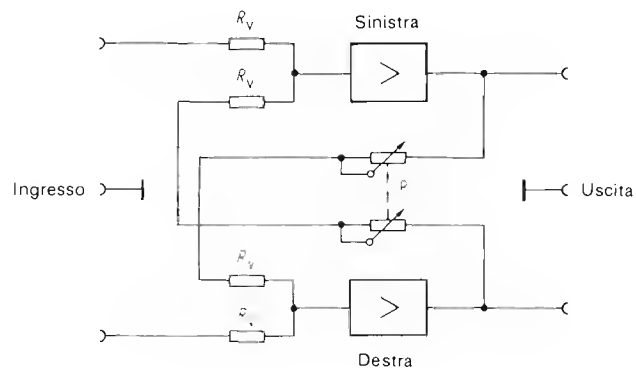 Sinistra
R_V
R_V
>
Ingresso
P
Uscita
R_V
>
Destra